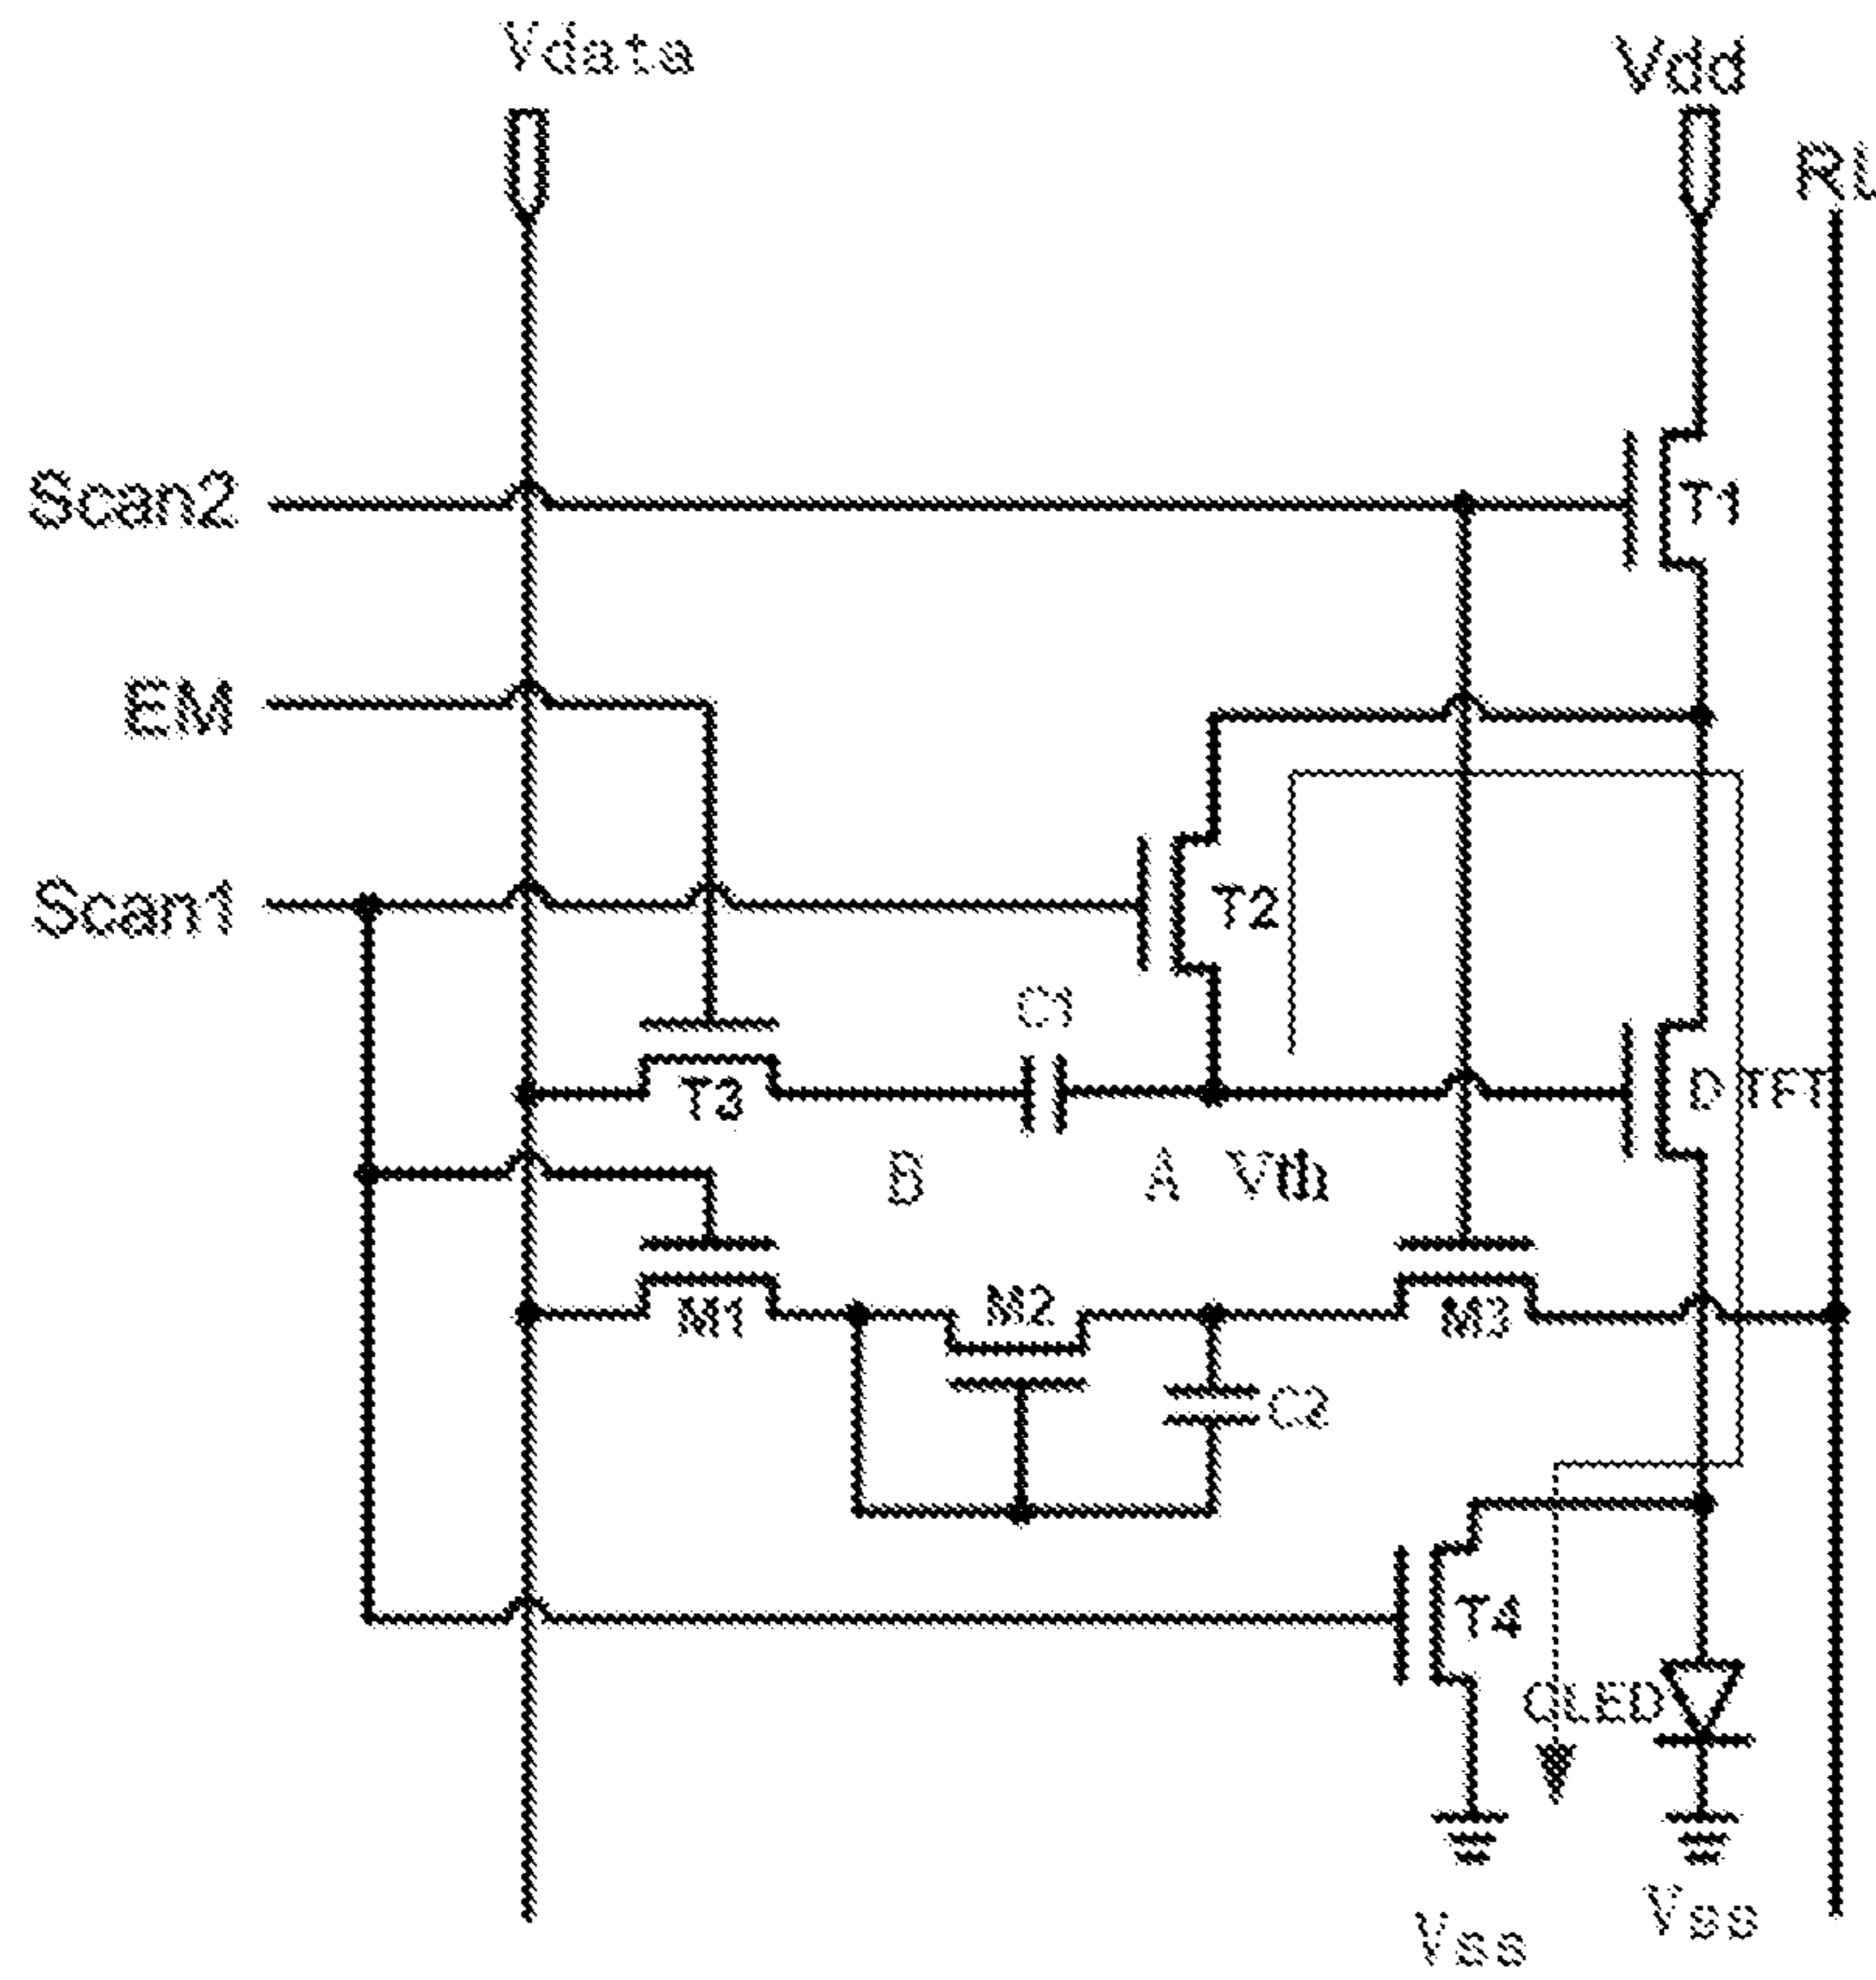 Vdata
Vdd
RL
Scan2
T1
EM
Scan1
T2
C1
T3
DTFT
B
A Vth
M1
M2
M3
C2
T4
OLED
Vss
Vss